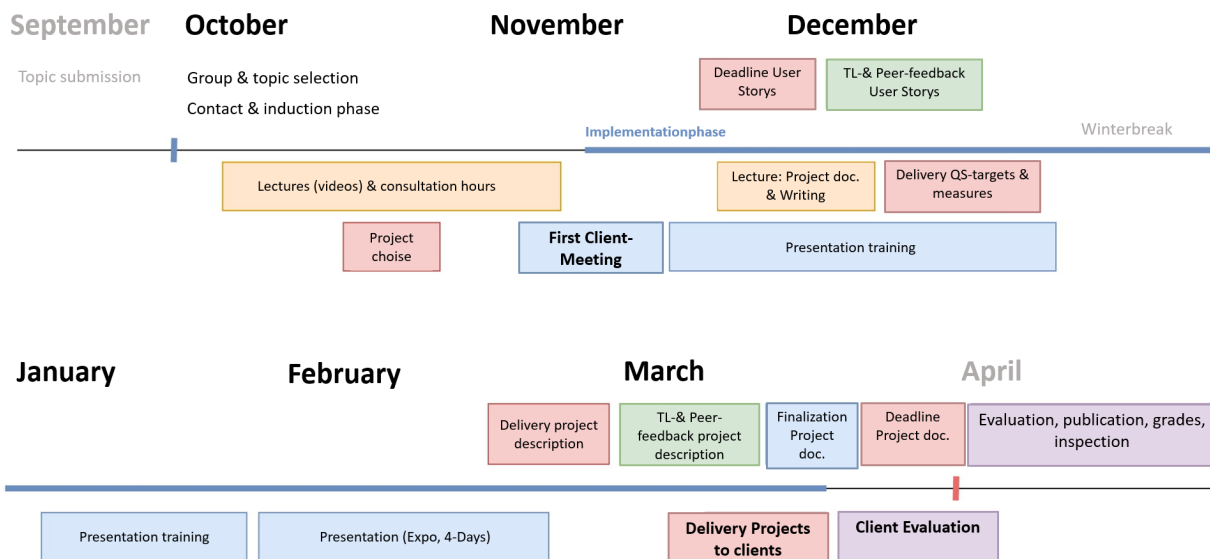 September October November December
Topic submission
Group & topic selection
Contact & induction phase
Deadline User
Storys
TL-& Peer-feedback
User Storys
Implementationphase
Winterbreak
Lectures (videos) & consultation hours
Lecture: Project doc.
& Writing
Delivery QS-targets &
measures
Project
choise
First Client-
Meeting
Presentation training
January February March April
Delivery project
description
TL-& Peer-
feedback project
description
Finalization
Project
doc.
Deadline
Project doc.
Evaluation, publication, grades,
inspection
Presentation training
Presentation (Expo, 4-Days)
Delivery Projects
to clients
Client Evaluation